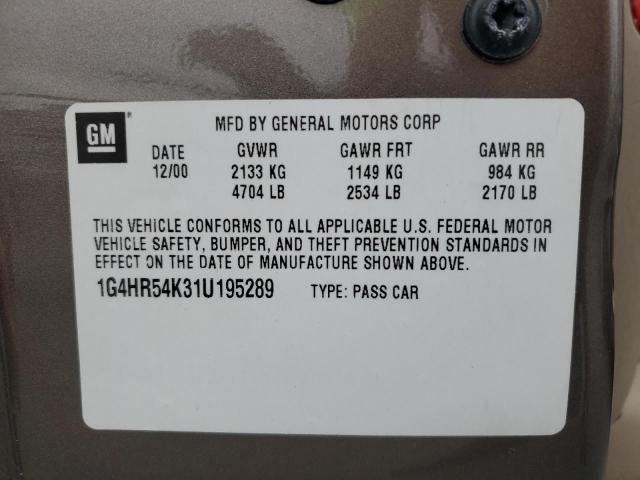 GM
MFD BY GENERAL MOTORS CORP
DATE GVWR GAWR FRT GAWR RR
12/00 2133 KG 1149 KG 984 KG
4704 LB 2534 LB 2170 LB
THIS VEHICLE CONFORMS TO ALL APPLICABLE U.S. FEDERAL MOTOR
VEHICLE SAFETY, BUMPER, AND THEFT PREVENTION STANDARDS IN
EFFECT ON THE DATE OF MANUFACTURE SHOWN ABOVE.
1G4HR54K31U195289 TYPE: PASS CAR